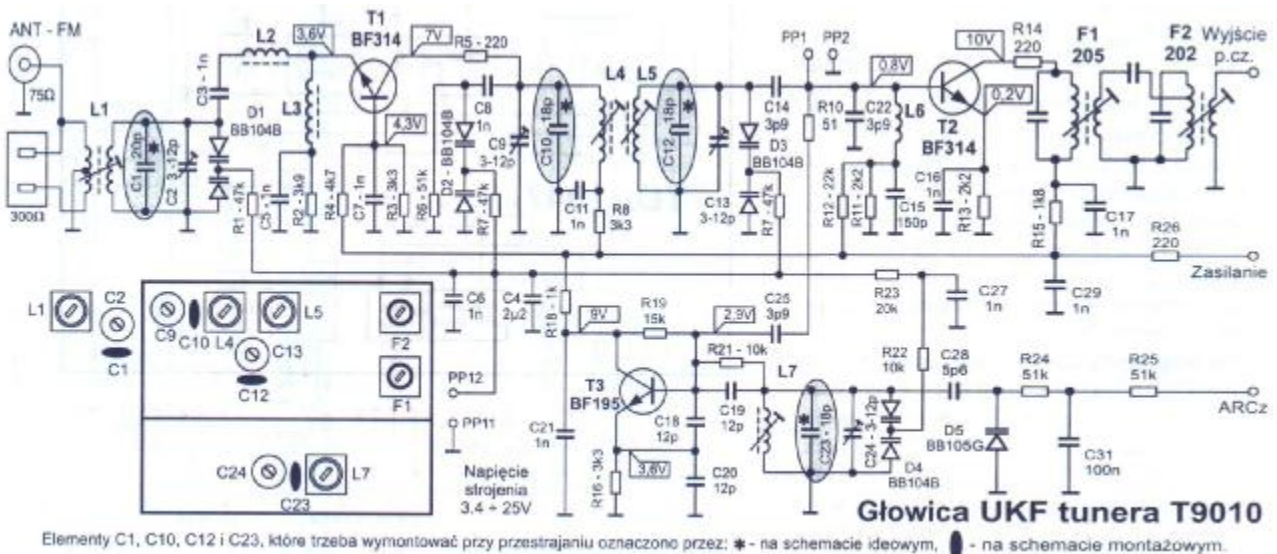 ANT - FM
75Ω
300Ω
L1
C1 20p
*
C2 3-12p
C3 - 1n
L2
D1
BB104B
R1 - 47k
L3
3,6V
C5 - 1n
R2 - 3k9
R4 - 4k7
T1
BF314
7V
4,3V
C7 - 1n
R3 - 3k3
R5 - 220
R6 - 51k
C8
1n
D2 - BB104B
R7 - 47k
C9
3-12p
C10 18p
*
C11
1n
L4
L5
R8
3k3
C12 18p
*
C13
3-12p
C14
3p9
D3
BB104B
R7 - 47k
PP1
PP2
R10
51
C22
3p9
0,8V
L6
R12 - 22k
R11 - 2k2
C15
150p
T2
BF314
10V
0,2V
C16
1n
R13 - 2k2
R14
220
F1
205
F2
202
Wyjście
p.cz.
R15 - 1k8
C17
1n
R26
220
Zasilanie
C29
1n
C6
1n
C4
2µ2
R18 - 1k
9V
R19
15k
2,9V
C25
3p9
R23
20k
C27
1n
R21 - 10k
L7
R22
10k
C28
5p6
R24
51k
R25
51k
ARCz
T3
BF195
C21
1n
C18
12p
C19
12p
* C23 - 18p
C24 - 3-12p
D4
BB104B
D5
BB105G
C31
100n
R16 - 3k3
3,6V
C20
12p
L1
C2
C1
C9
C10
L4
L5
C13
C12
F2
F1
C24
C23
L7
PP12
PP11
Napięcie
strojenia
3.4 ÷ 25V
Głowica UKF tunera T9010
Elementy C1, C10, C12 i C23, które trzeba wymontować przy przestrajaniu oznaczono przez: * - na schemacie ideowym, - na schemacie montażowym.